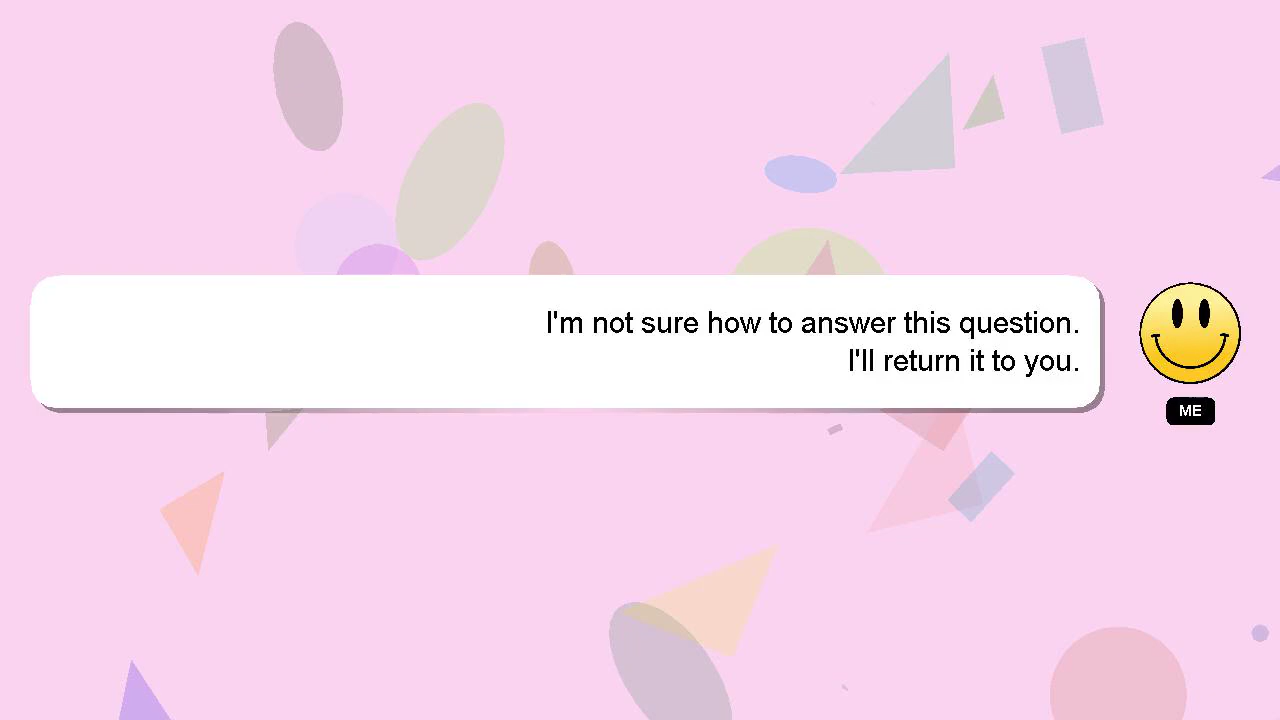 I'm not sure how to answer this question.
I'll return it to you.
ME